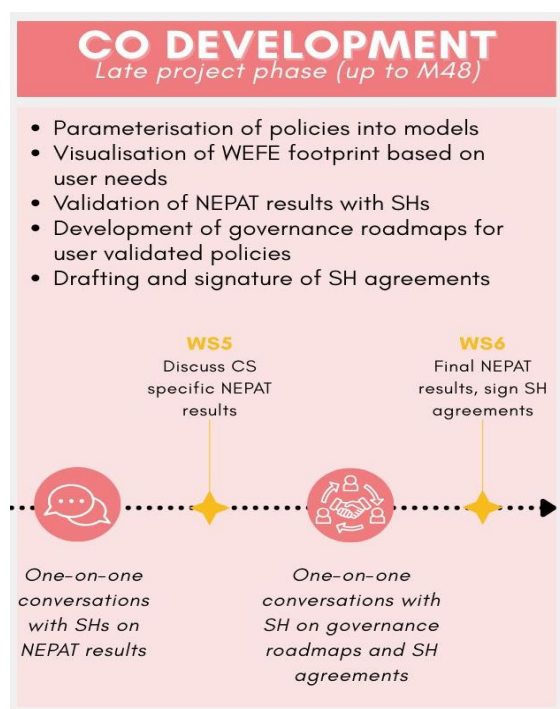 CO DEVELOPMENT
Late project phase (up to M48)
• Parameterisation of policies into models
• Visualisation of WEFE footprint based on
user needs
• Validation of NEPAT results with SHs
• Development of governance roadmaps for
user validated policies
• Drafting and signature of SH agreements
WS5
Discuss CS
specific NEPAT
results
WS6
Final NEPAT
results, sign SH
agreements
One-on-one
conversations
with SHs on
NEPAT results
One-on-one
conversations with
SH on governance
roadmaps and SH
agreements